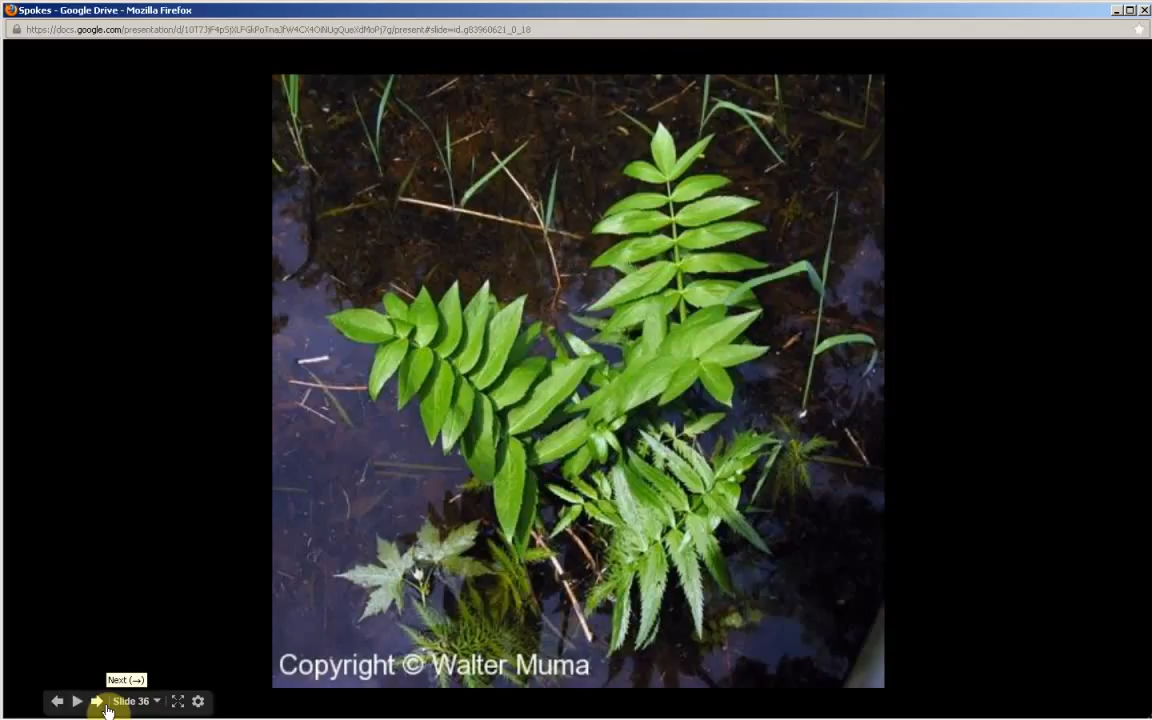 Spokes - Google Drive - Mozilla Firefox
Copyright © Walter Muma
Next (→)
Slide 36